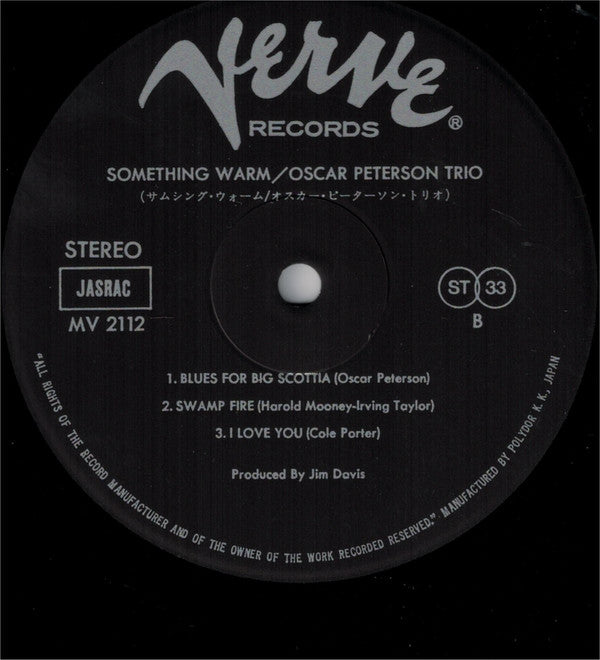 Verve
RECORDS ®
SOMETHING WARM/OSCAR PETERSON TRIO
(サムシング・ウォーム/オスカー・ピーターソン・トリオ)
STEREO
JASRAC
MV 2112
ST 33
B
1. BLUES FOR BIG SCOTTIA (Oscar Peterson)
2. SWAMP FIRE (Harold Mooney-Irving Taylor)
3. I LOVE YOU (Cole Porter)
Produced By Jim Davis
"ALL RIGHTS OF THE RECORD MANUFACTURER AND OF THE OWNER OF THE WORK RECORDED RESERVED." MANUFACTURED BY POLYDOR K. K., JAPAN